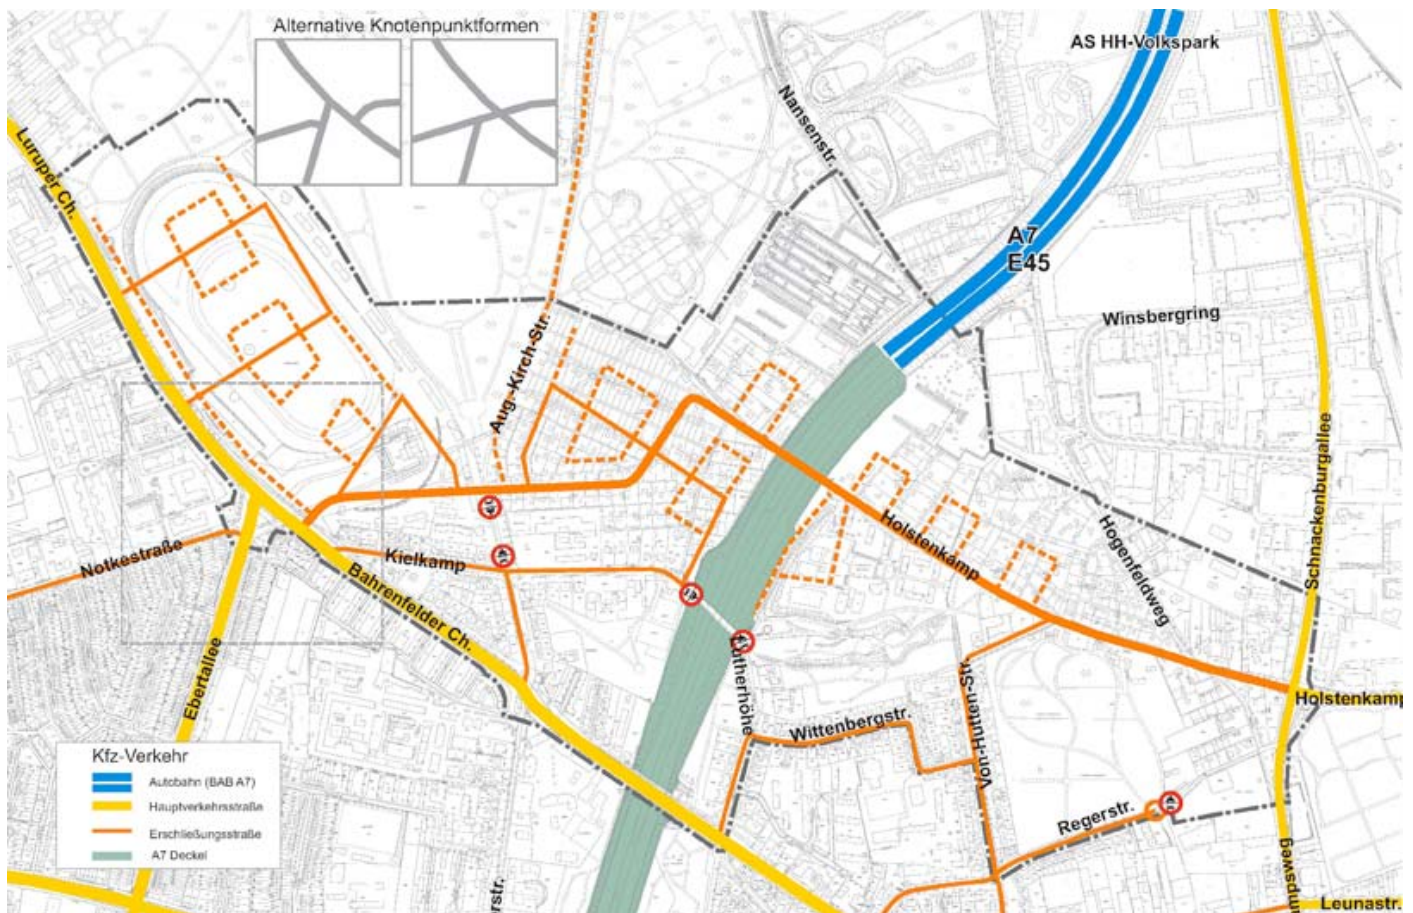 Alternative Knotenpunktformen
AS HH-Volkspark
Luruper Ch.
Nansenstr.
A7
E45
Winsbergring
Aug.-Kirch-Str.
Schnackenburgallee
Holstenkamp
Hogenfeldweg
Notkestraße
Kielkamp
Bahrenfelder Ch.
Ebertallee
Lutherhöhe
Von-Hutten-Str.
Holstenkamp
Wittenbergstr.
Regerstr.
Kfz-Verkehr
Autobahn (BAB A7)
Hauptverkehrsstraße
Erschließungsstraße
A7 Deckel
rstr.
mpsweg
Leunastr.